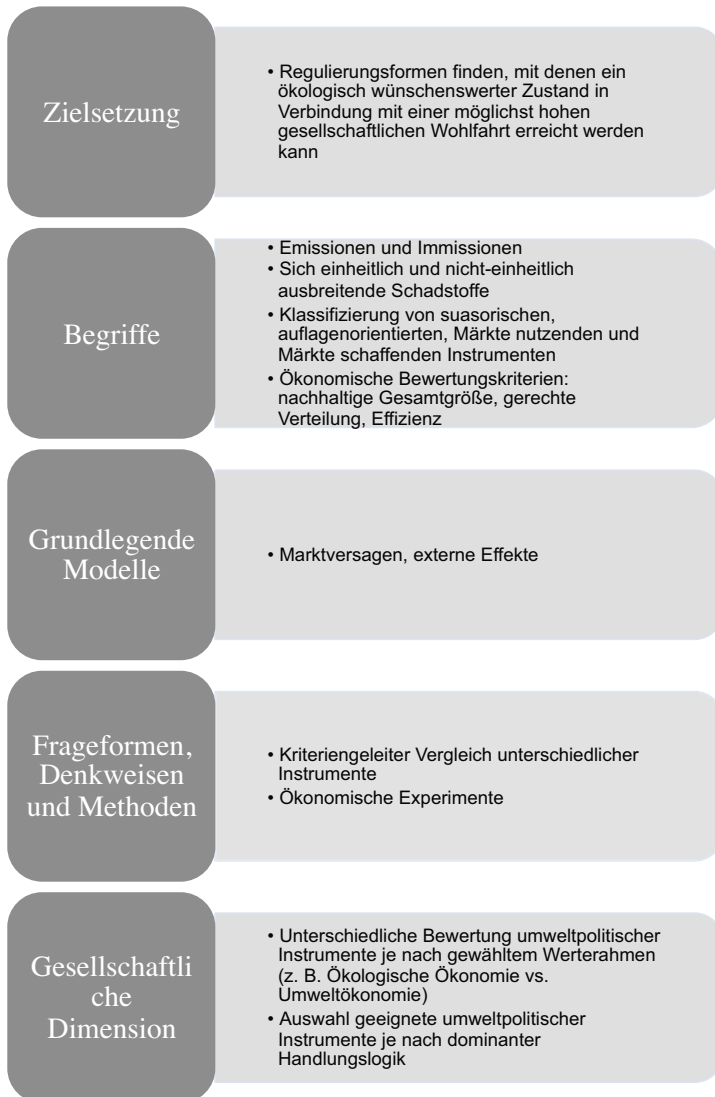 Zielsetzung
• Regulierungsformen finden, mit denen ein
ökologisch wünschenswerter Zustand in
Verbindung mit einer möglichst hohen
gesellschaftlichen Wohlfahrt erreicht werden
kann
Begriffe
• Emissionen und Immissionen
• Sich einheitlich und nicht-einheitlich
ausbreitende Schadstoffe
• Klassifizierung von suasorischen,
auflagenorientierten, Märkte nutzenden und
Märkte schaffenden Instrumenten
• Ökonomische Bewertungskriterien:
nachhaltige Gesamtgröße, gerechte
Verteilung, Effizienz
Grundlegende
Modelle
• Marktversagen, externe Effekte
Frageformen,
Denkweisen
und Methoden
• Kriteriengeleiter Vergleich unterschiedlicher
Instrumente
• Ökonomische Experimente
Gesellschaftli
che
Dimension
• Unterschiedliche Bewertung umweltpolitischer
Instrumente je nach gewähltem Werterahmen
(z. B. Ökologische Ökonomie vs.
Umweltökonomie)
• Auswahl geeignete umweltpolitischer
Instrumente je nach dominanter
Handlungslogik